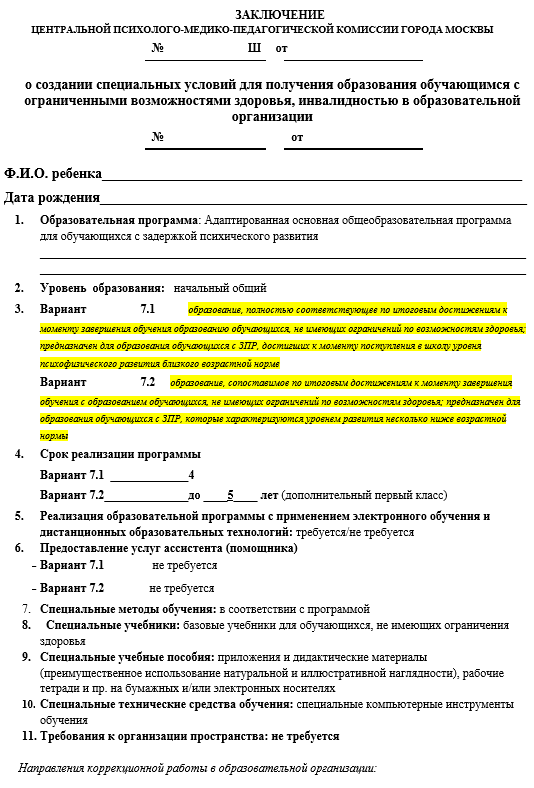 ЗАКЛЮЧЕНИЕ
ЦЕНТРАЛЬНОЙ ПСИХОЛОГО-МЕДИКО-ПЕДАГОГИЧЕСКОЙ КОМИССИИ ГОРОДА МОСКВЫ
№ Ш от
о создании специальных условий для получения образования обучающимся с
ограниченными возможностями здоровья, инвалидностью в образовательной
организации
№ от
Ф.И.О. ребенка
Дата рождения
1. Образовательная программа: Адаптированная основная общеобразовательная программа
для обучающихся с задержкой психического развития
2. Уровень образования: начальный общий
3. Вариант 7.1 образование, полностью соответствующее по итоговым достижениям к
моменту завершения обучения образованию обучающихся, не имеющих ограничений по возможностям здоровья;
предназначен для образования обучающихся с ЗПР, достигших к моменту поступления в школу уровня
психофизического развития близкого возрастной норме
Вариант 7.2 образование, сопоставимое по итоговым достижениям к моменту завершения
обучения с образованием обучающихся, не имеющих ограничений по возможностям здоровья; предназначен для
образования обучающихся с ЗПР, которые характеризуются уровнем развития несколько ниже возрастной
нормы
4. Срок реализации программы
Вариант 7.1 _____________4
Вариант 7.2______________до ____5____ лет (дополнительный первый класс)
5. Реализация образовательной программы с применением электронного обучения и
дистанционных образовательных технологий: требуется/не требуется
6. Предоставление услуг ассистента (помощника)
– Вариант 7.1 не требуется
– Вариант 7.2 не требуется
7. Специальные методы обучения: в соответствии с программой
8. Специальные учебники: базовые учебники для обучающихся, не имеющих ограничения
здоровья
9. Специальные учебные пособия: приложения и дидактические материалы
(преимущественное использование натуральной и иллюстративной наглядности), рабочие
тетради и пр. на бумажных и/или электронных носителях
10. Специальные технические средства обучения: специальные компьютерные инструменты
обучения
11. Требования к организации пространства: не требуется
Направления коррекционной работы в образовательной организации: